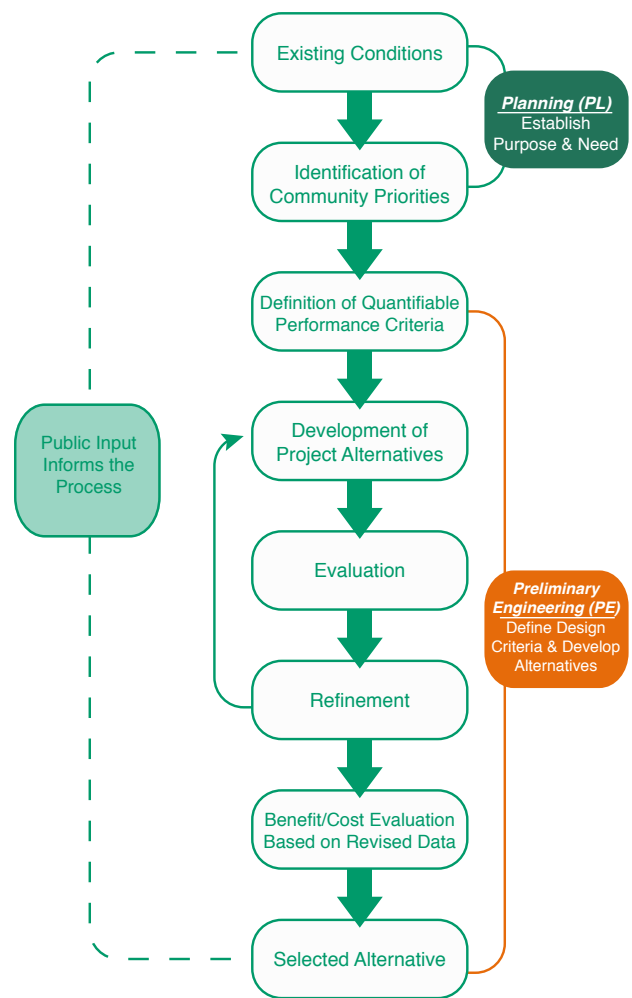 Existing Conditions
Planning (PL)
Establish
Purpose & Need
Identification of
Community Priorities
Definition of Quantifiable
Performance Criteria
Public Input
Informs the
Process
Development of
Project Alternatives
Evaluation
Preliminary
Engineering (PE)
Define Design
Criteria & Develop
Alternatives
Refinement
Benefit/Cost Evaluation
Based on Revised Data
Selected Alternative